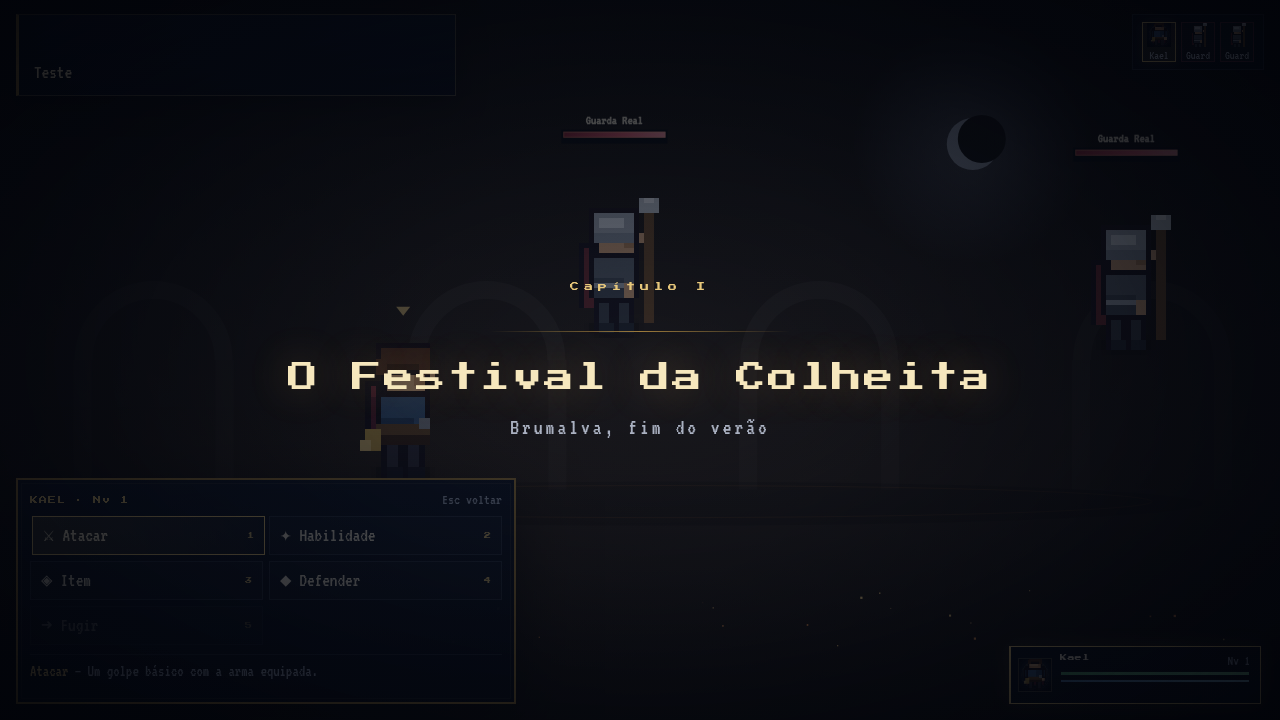 Teste
Kael Guard Guard
Guarda Real
Guarda Real
Capítulo I
O Festival da Colheita
Brumalva, fim do verão
KAEL · Nv 1 Esc voltar
⚔ Atacar 1
✦ Habilidade 2
◈ Item 3
◆ Defender 4
➝ Fugir
Atacar — Um golpe básico com a arma equipada.
Kael Nv 1